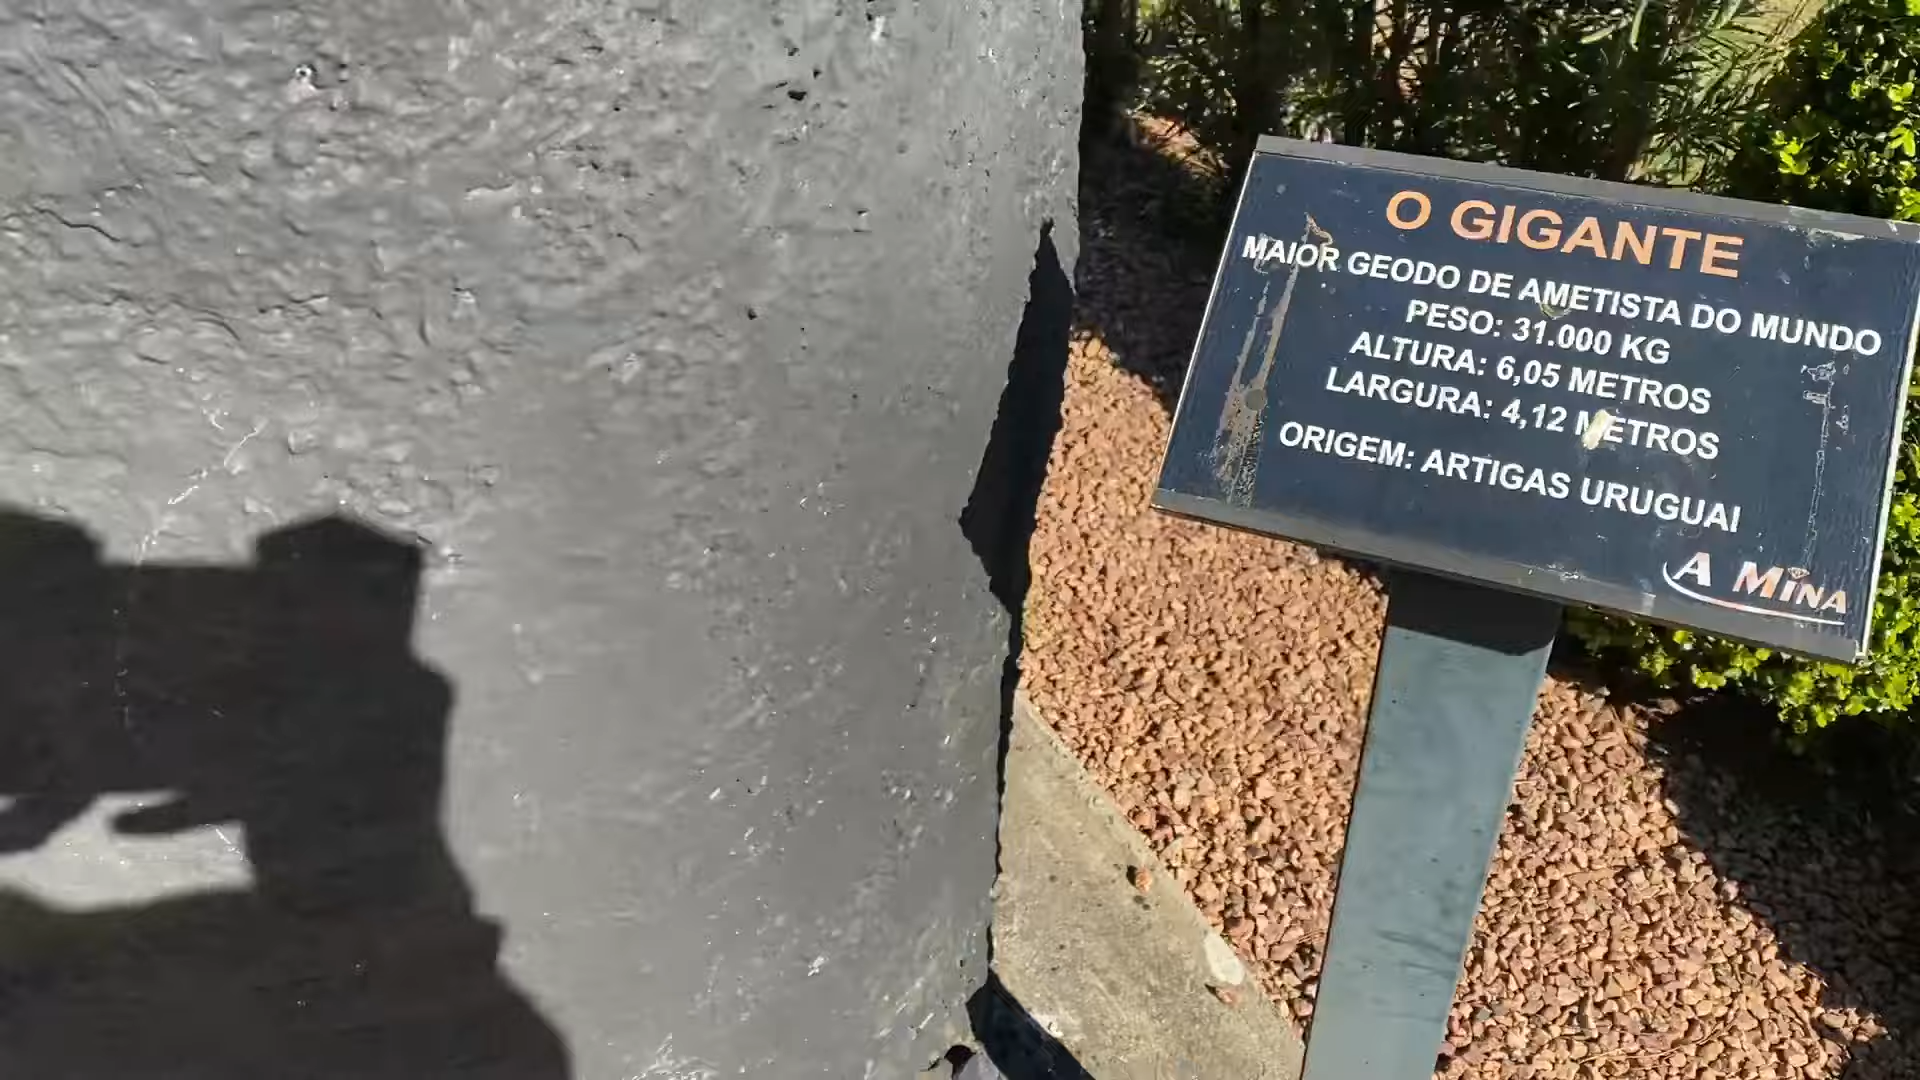 O GIGANTE
MAIOR GEODO DE AMETISTA DO MUNDO
PESO: 31.000 KG
ALTURA: 6,05 METROS
LARGURA: 4,12 METROS
ORIGEM: ARTIGAS URUGUAI
A MINA